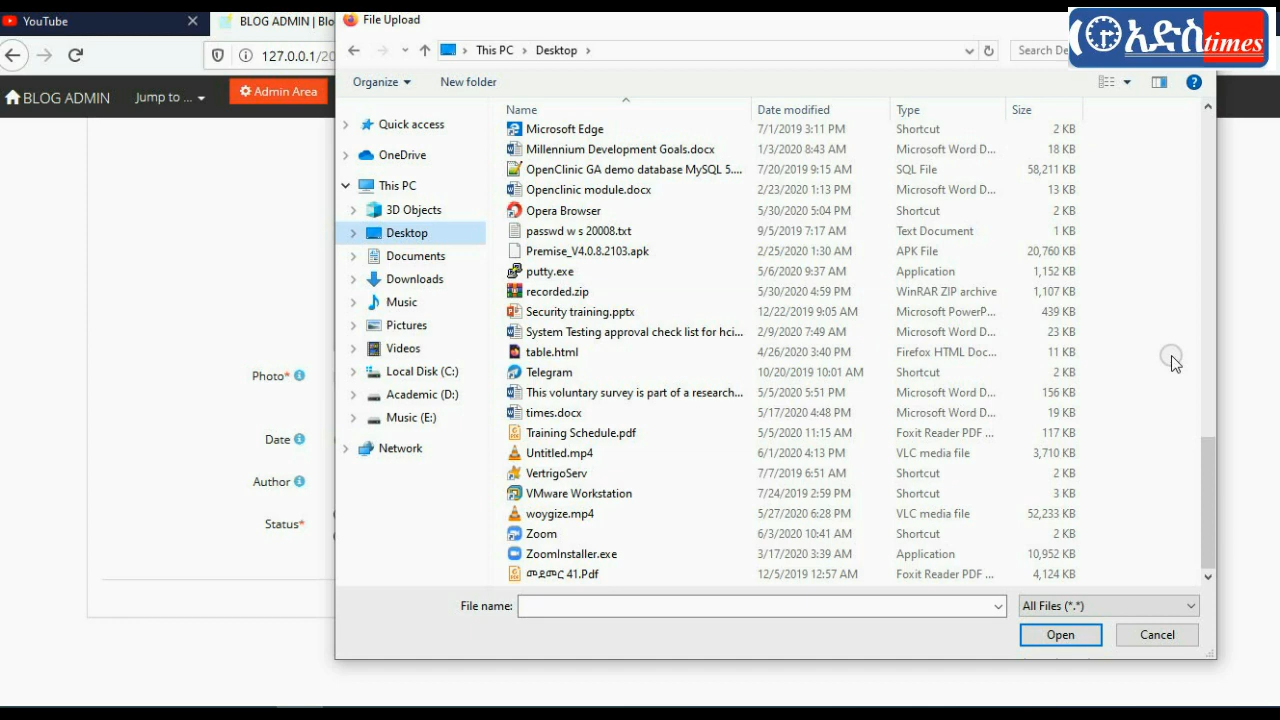 YouTube
BLOG ADMIN | Blo
File Upload
አዲስtimes
This PC
Desktop
Search De
127.0.0.1/20
Organize
New folder
BLOG ADMIN
Jump to ...
Admin Area
Name
Date modified
Type
Size
Quick access
OneDrive
This PC
3D Objects
Desktop
Documents
Downloads
Music
Pictures
Videos
Local Disk (C:)
Academic (D:)
Music (E:)
Network
Microsoft Edge 7/1/2019 3:11 PM Shortcut 2 KB
Millennium Development Goals.docx 1/3/2020 8:43 AM Microsoft Word D... 18 KB
OpenClinic GA demo database MySQL 5.... 7/20/2019 9:15 AM SQL File 58,211 KB
Openclinic module.docx 2/23/2020 1:13 PM Microsoft Word D... 13 KB
Opera Browser 5/30/2020 5:04 PM Shortcut 2 KB
passwd w s 20008.txt 9/5/2019 7:17 AM Text Document 1 KB
Premise_V4.0.8.2103.apk 2/25/2020 1:30 AM APK File 20,760 KB
putty.exe 5/6/2020 9:37 AM Application 1,152 KB
recorded.zip 5/30/2020 4:59 PM WinRAR ZIP archive 1,107 KB
Security training.pptx 12/22/2019 9:05 AM Microsoft PowerP... 439 KB
System Testing approval check list for hci... 2/9/2020 7:49 AM Microsoft Word D... 23 KB
table.html 4/26/2020 3:40 PM Firefox HTML Doc... 11 KB
Telegram 10/20/2019 10:01 AM Shortcut 2 KB
This voluntary survey is part of a research... 5/5/2020 5:51 PM Microsoft Word D... 156 KB
times.docx 5/17/2020 4:48 PM Microsoft Word D... 19 KB
Training Schedule.pdf 5/5/2020 11:15 AM Foxit Reader PDF ... 117 KB
Untitled.mp4 6/1/2020 4:13 PM VLC media file 3,710 KB
VertrigoServ 7/7/2019 6:51 AM Shortcut 2 KB
VMware Workstation 7/24/2019 2:59 PM Shortcut 3 KB
woygize.mp4 5/27/2020 6:28 PM VLC media file 52,233 KB
Zoom 6/3/2020 10:41 AM Shortcut 2 KB
ZoomInstaller.exe 3/17/2020 3:39 AM Application 10,952 KB
መደመር 41.Pdf 12/5/2019 12:57 AM Foxit Reader PDF ... 4,124 KB
Photo*
Date
Author
Status*
File name:
All Files (*.*)
Open
Cancel